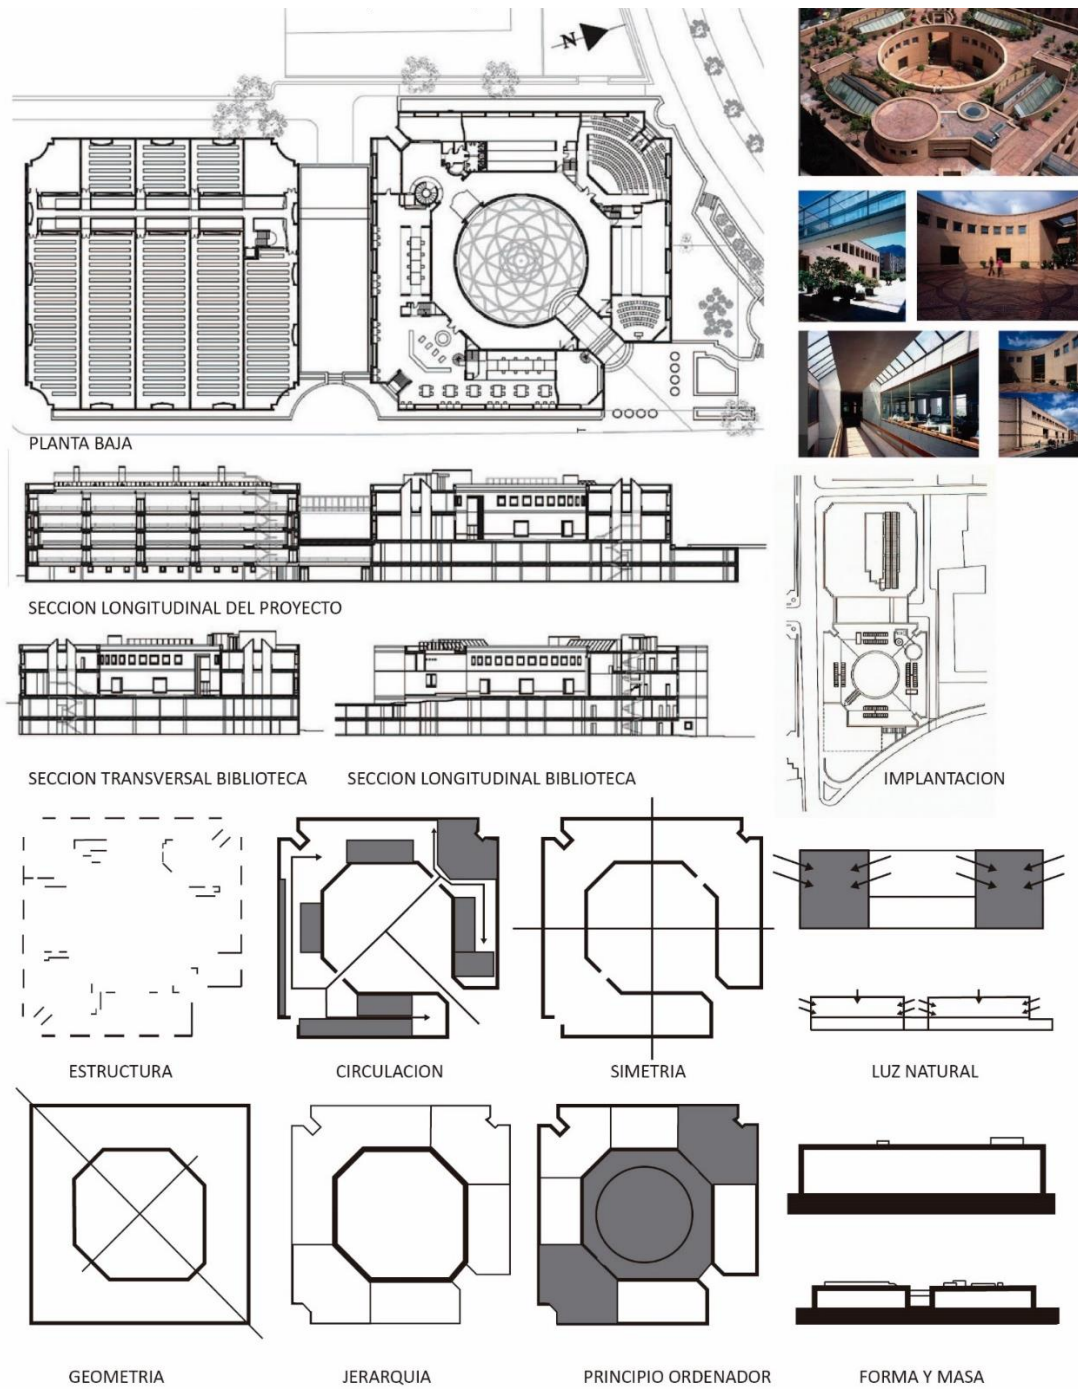 N
PLANTA BAJA
SECCION LONGITUDINAL DEL PROYECTO
SECCION TRANSVERSAL BIBLIOTECA
SECCION LONGITUDINAL BIBLIOTECA
IMPLANTACION
ESTRUCTURA
CIRCULACION
SIMETRIA
LUZ NATURAL
GEOMETRIA
JERARQUIA
PRINCIPIO ORDENADOR
FORMA Y MASA